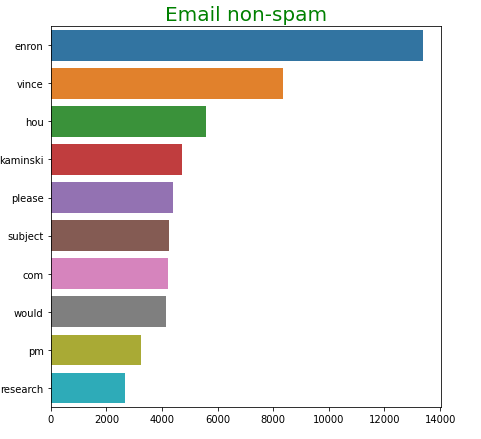 Email non-spam
enron
vince
hou
kaminski
please
subject
com
would
pm
research
0 2000 4000 6000 8000 10000 12000 14000